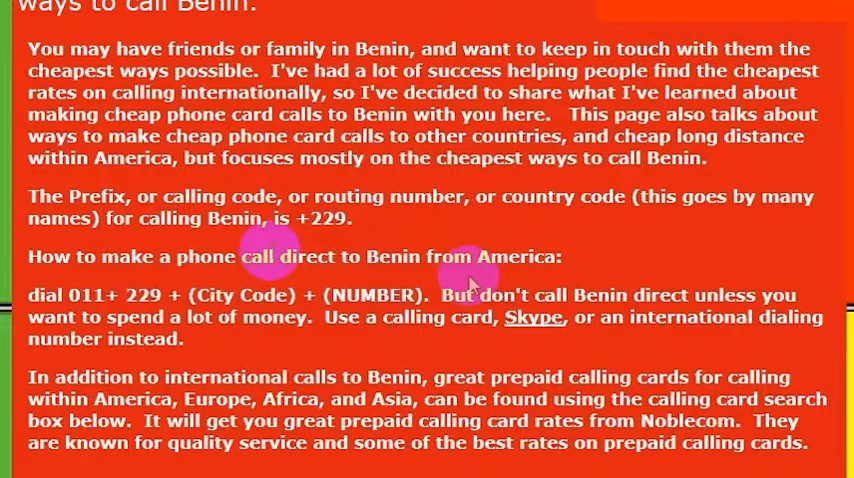 ways to call Benin.
You may have friends or family in Benin, and want to keep in touch with them the
cheapest ways possible.  I've had a lot of success helping people find the cheapest
rates on calling internationally, so I've decided to share what I've learned about
making cheap phone card calls to Benin with you here.   This page also talks about
ways to make cheap phone card calls to other countries, and cheap long distance
within America, but focuses mostly on the cheapest ways to call Benin.
The Prefix, or calling code, or routing number, or country code (this goes by many
names) for calling Benin, is +229.
How to make a phone call direct to Benin from America:
dial 011+ 229 + (City Code) + (NUMBER).  But don't call Benin direct unless you
want to spend a lot of money.  Use a calling card, Skype, or an international dialing
number instead.
In addition to international calls to Benin, great prepaid calling cards for calling
within America, Europe, Africa, and Asia, can be found using the calling card search
box below.  It will get you great prepaid calling card rates from Noblecom.  They
are known for quality service and some of the best rates on prepaid calling cards.